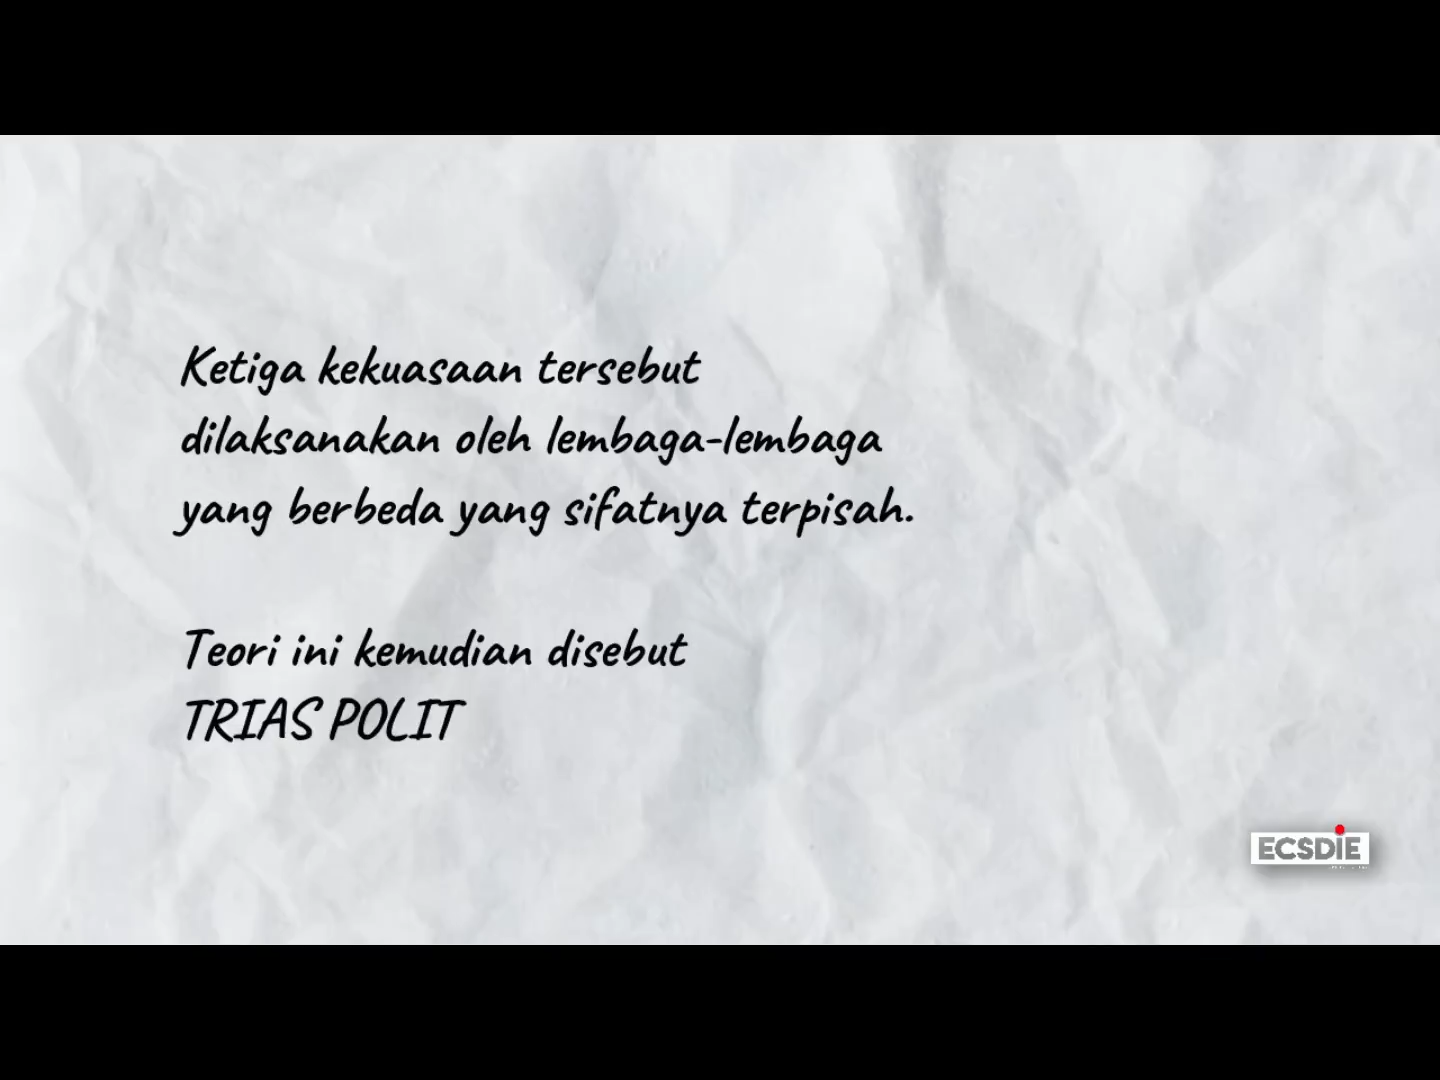 Ketiga kekuasaan tersebut
dilaksanakan oleh lembaga-lembaga
yang berbeda yang sifatnya terpisah.
Teori ini kemudian disebut
TRIAS POLIT
ECSDiE